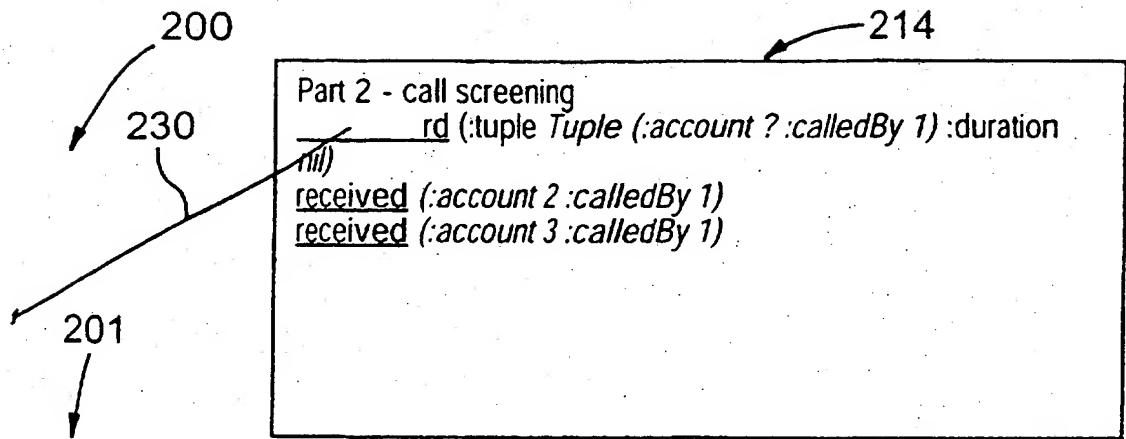 200
214
Part 2 - call screening
230
rd (:tuple Tuple (:account ? :calledBy 1) :duration
nil)
received (:account 2 :calledBy 1)
received (:account 3 :calledBy 1)
201